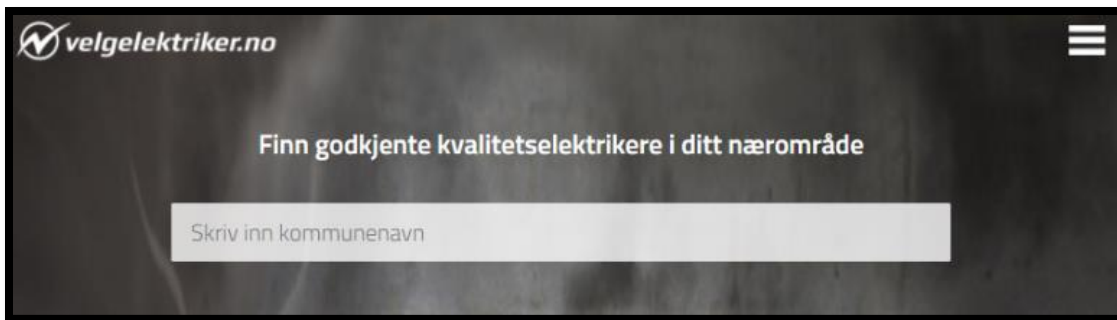 velgelektriker.no
Finn godkjente kvalitetselektrikere i ditt nærområde
Skriv inn kommunenavn